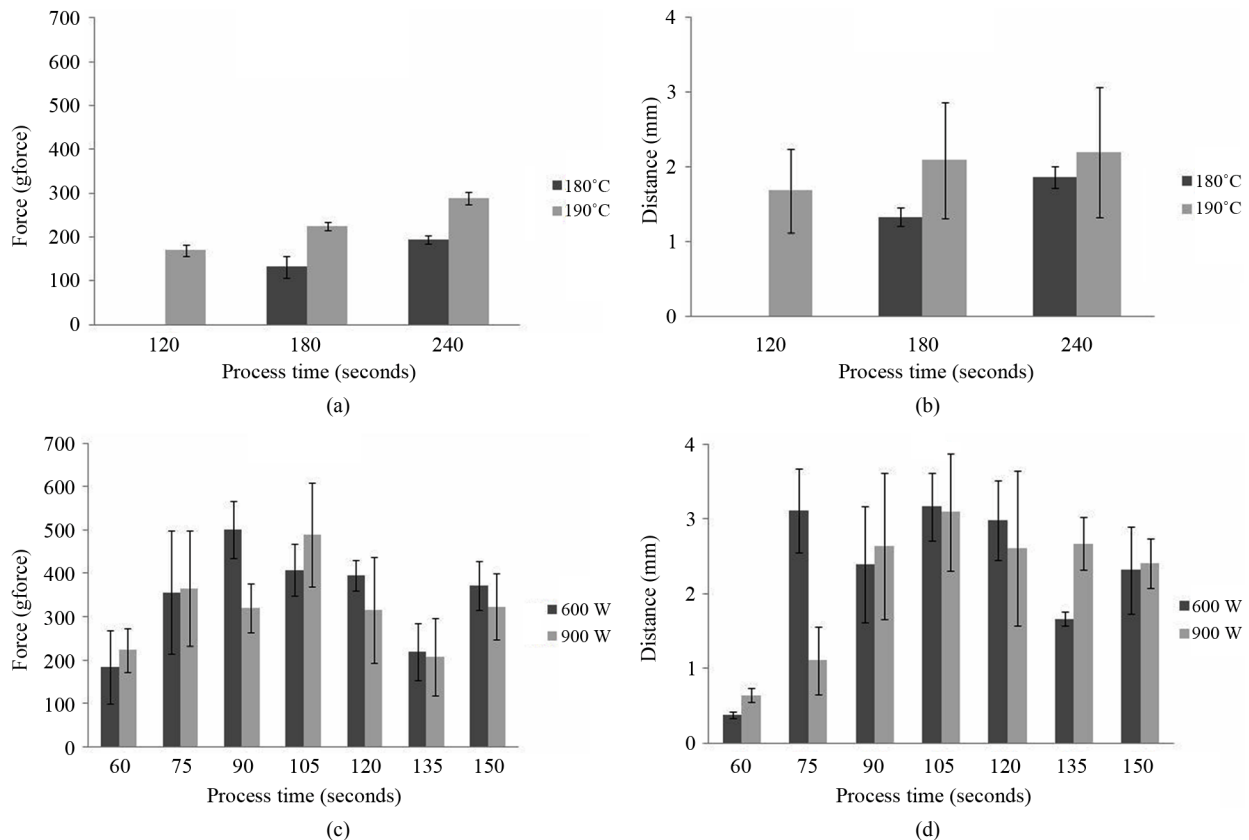 700
600
500
400
300
200
100
0
Force (gforce)
120 180 240
Process time (seconds)
180°C
190°C
(a)
4
3
2
1
0
Distance (mm)
120 180 240
Process time (seconds)
180°C
190°C
(b)
700
600
500
400
300
200
100
0
Force (gforce)
60 75 90 105 120 135 150
Process time (seconds)
600 W
900 W
(c)
4
3
2
1
0
Distance (mm)
60 75 90 105 120 135 150
Process time (seconds)
600 W
900 W
(d)